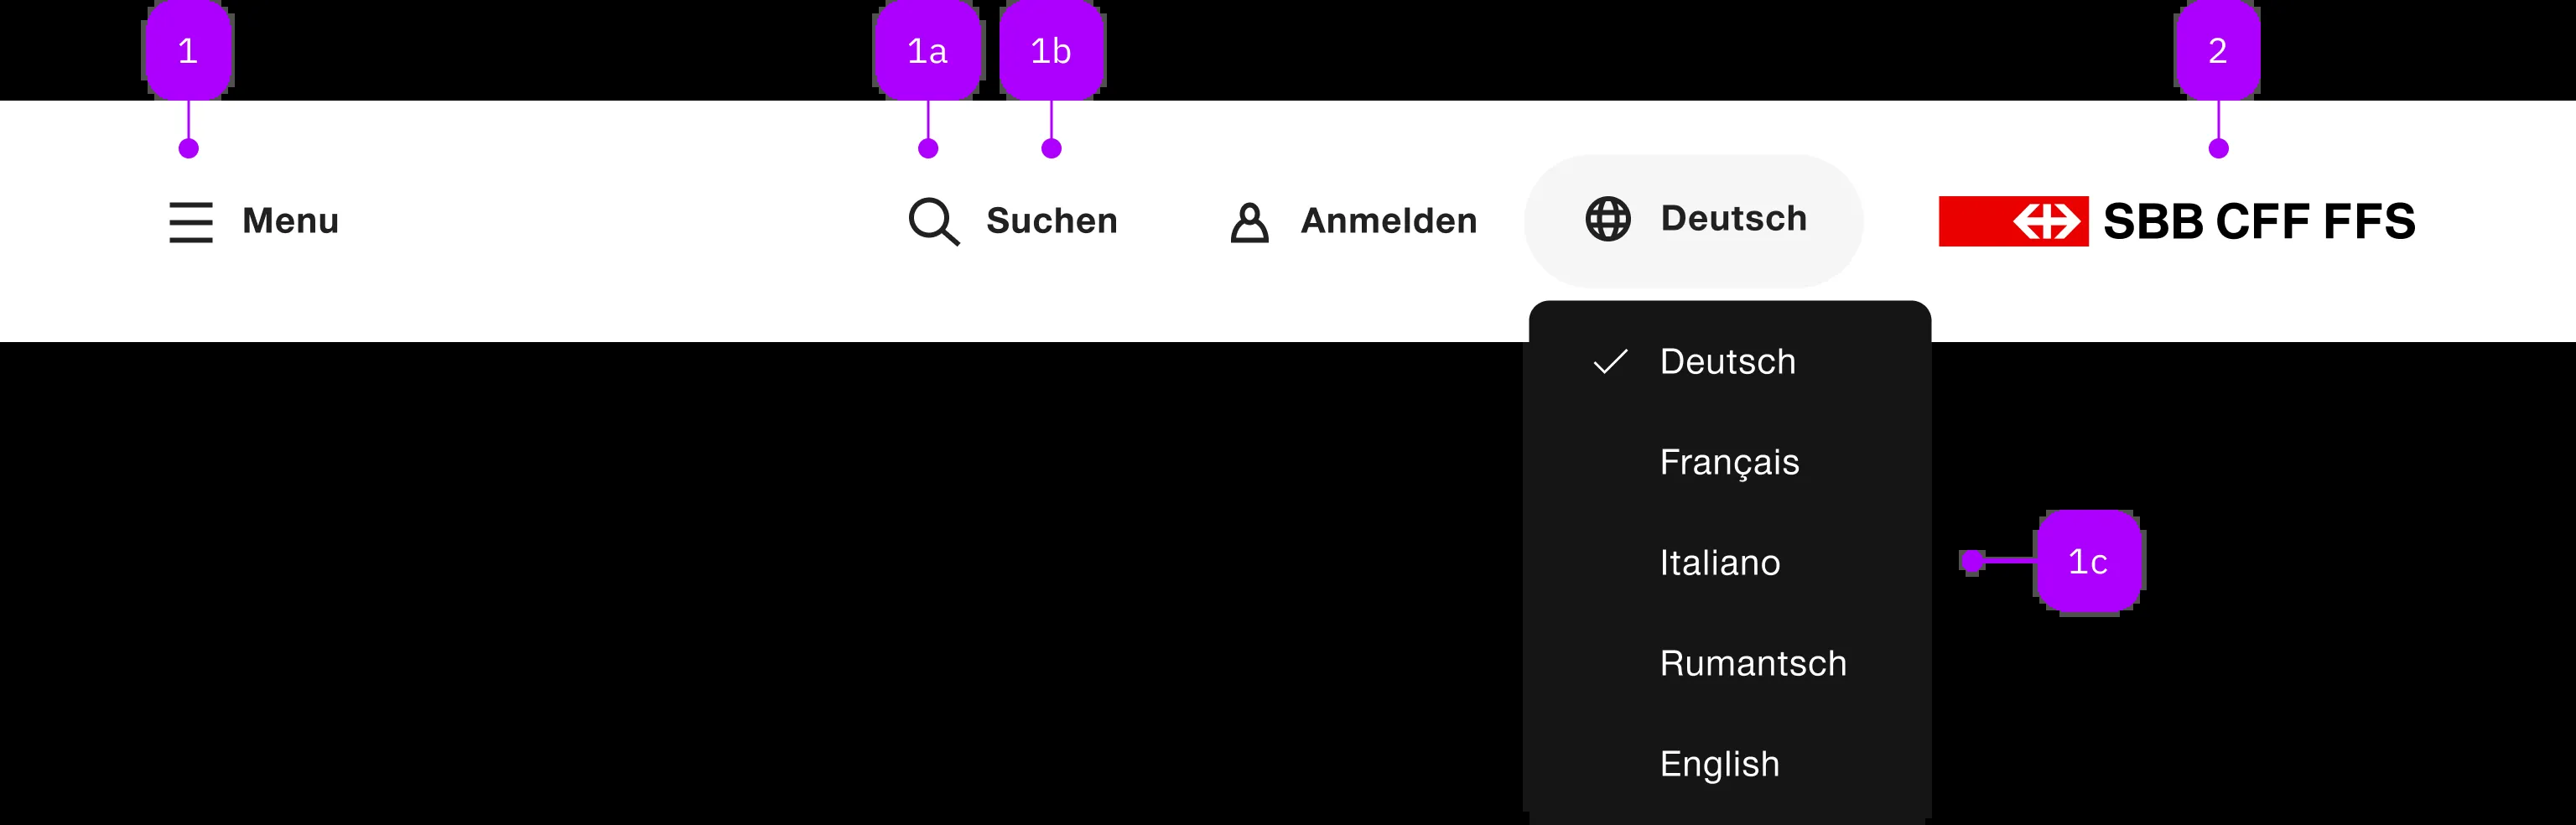 1
1a
1b
2
Menu
Suchen
Anmelden
Deutsch
SBB CFF FFS
Deutsch
Français
Italiano
1c
Rumantsch
English